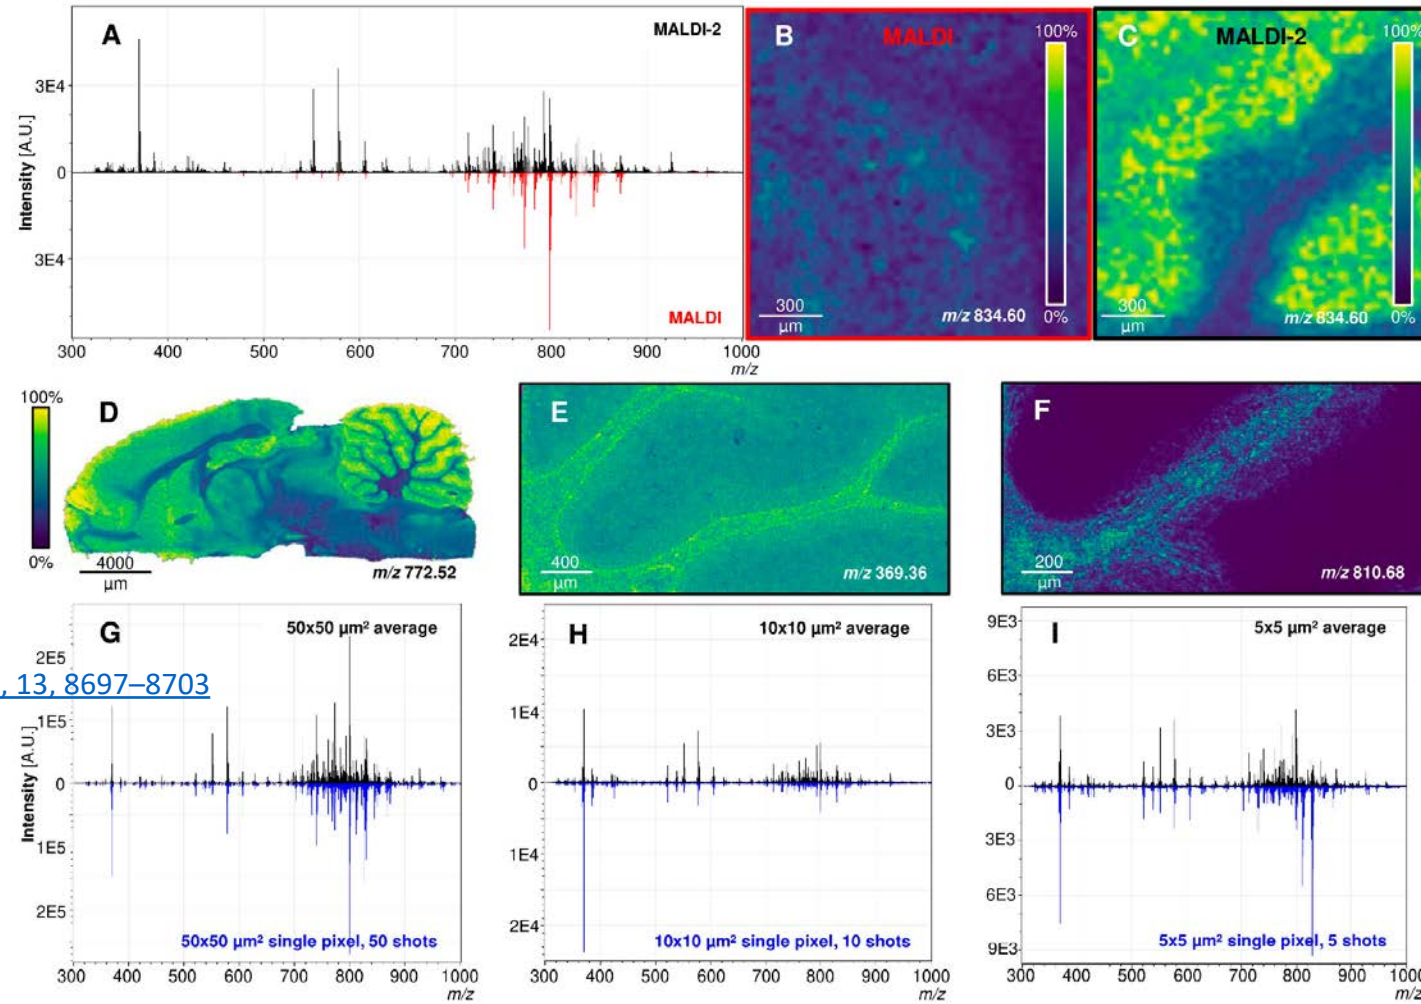 A
MALDI-2
3E4
0
3E4
Intensity [A.U.]
MALDI
300 400 500 600 700 800 900 1000
m/z
B
MALDI
100%
0%
300
µm
m/z 834.60
C
MALDI-2
100%
0%
300
µm
m/z 834.60
100%
0%
D
4000
µm
m/z 772.52
E
400
µm
m/z 369.36
F
200
µm
m/z 810.68
G
50x50 µm² average
2E5
, 13, 8697–8703
1E5
0
1E5
2E5
Intensity [A.U.]
50x50 µm² single pixel, 50 shots
300 400 500 600 700 800 900 1000
m/z
H
10x10 µm² average
2E4
1E4
0
1E4
2E4
10x10 µm² single pixel, 10 shots
300 400 500 600 700 800 900 1000
m/z
I
5x5 µm² average
9E3
6E3
3E3
0
3E3
6E3
9E3
5x5 µm² single pixel, 5 shots
300 400 500 600 700 800 900 1000
m/z